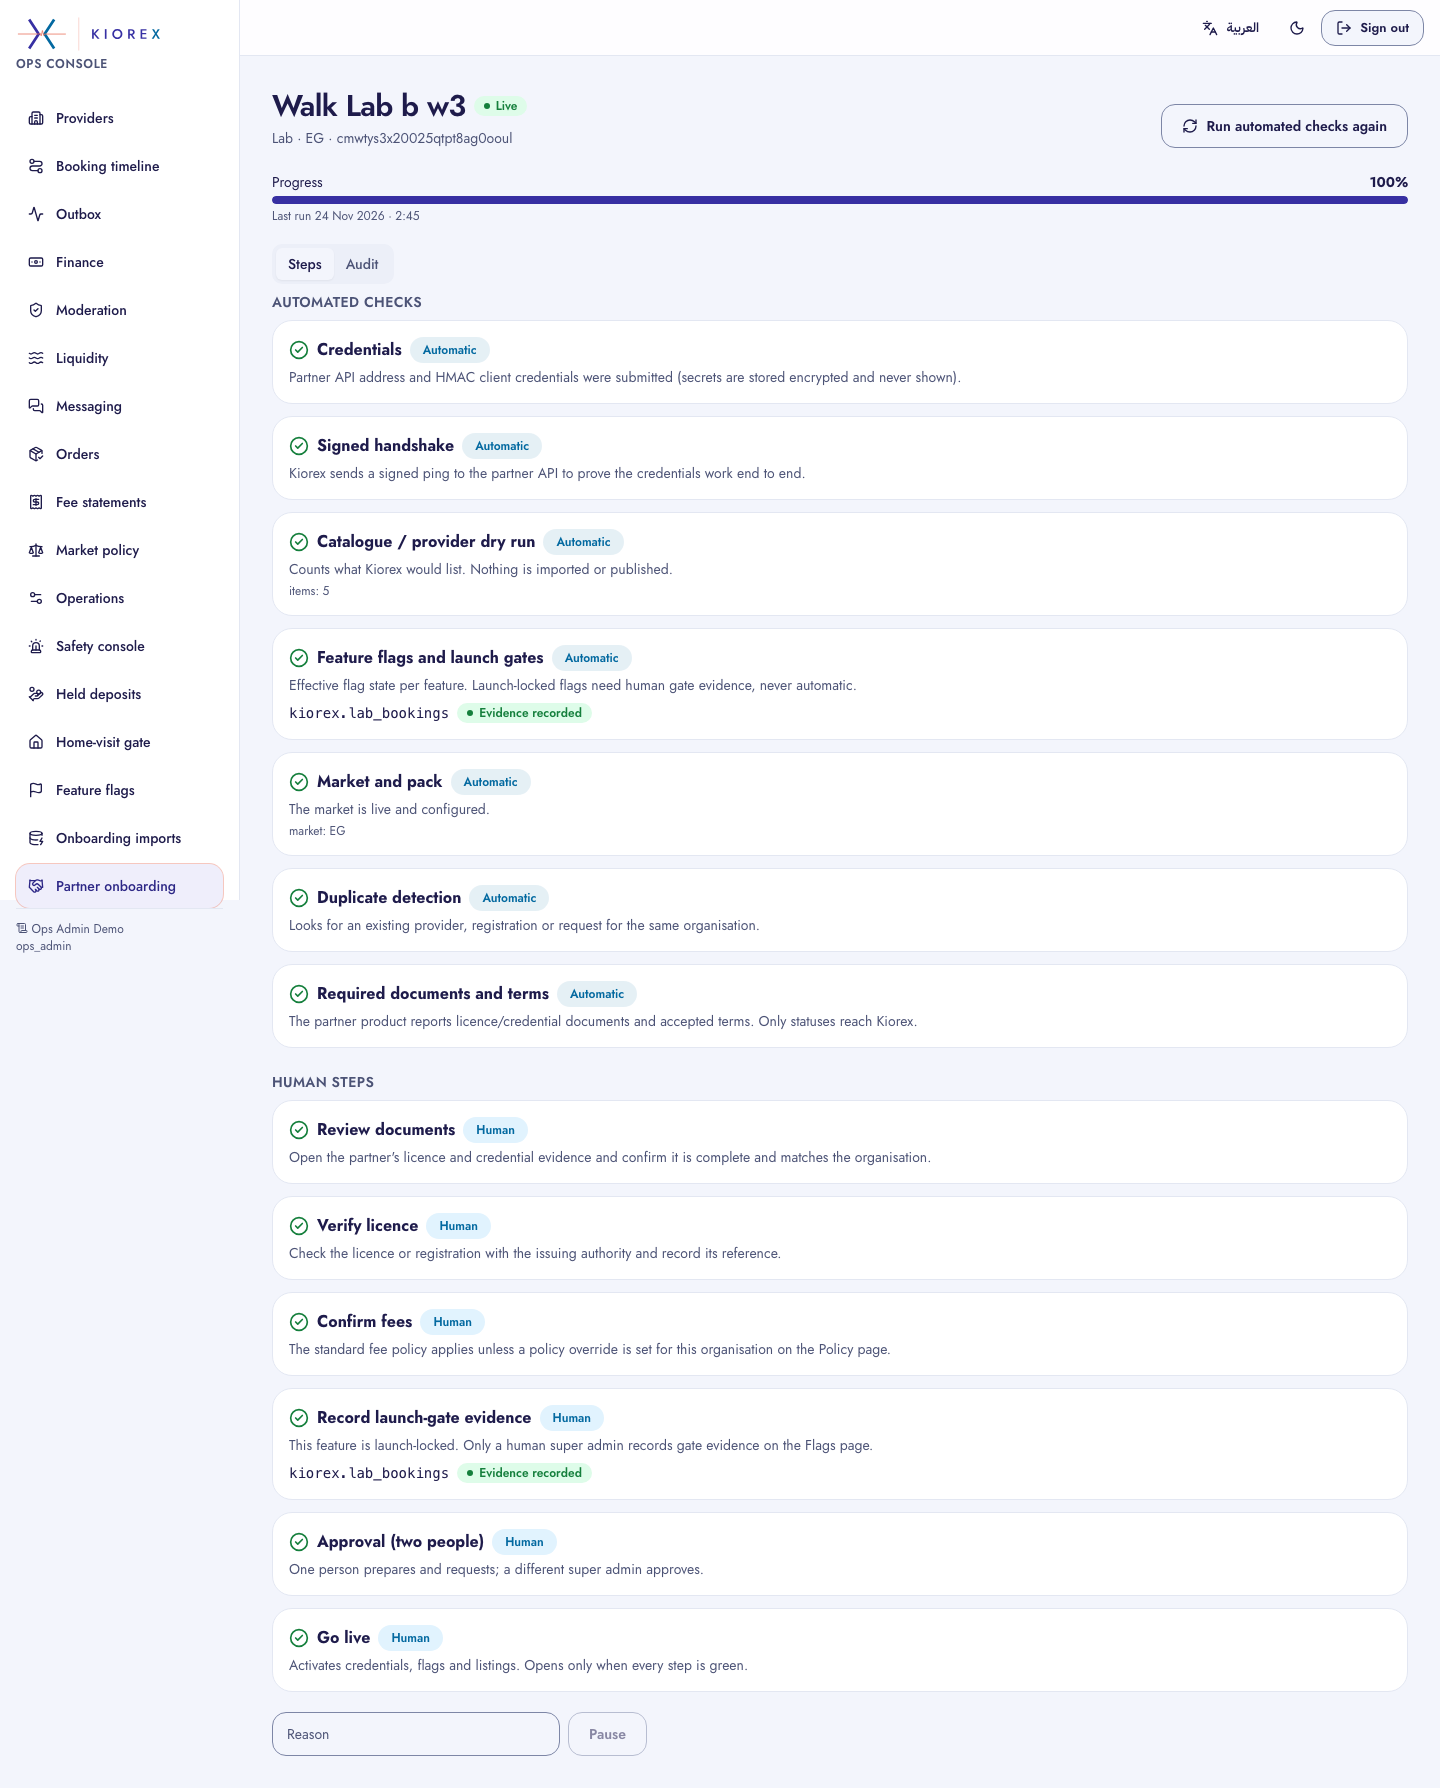 KIOREX
OPS CONSOLE
Providers
Booking timeline
Outbox
Finance
Moderation
Liquidity
Messaging
Orders
Fee statements
Market policy
Operations
Safety console
Held deposits
Home-visit gate
Feature flags
Onboarding imports
Partner onboarding
Ops Admin Demo
ops_admin
العربية
Sign out
Walk Lab b w3
Live
Lab · EG · cmwtys3x20025qtpt8ag0ooul
Run automated checks again
Progress
100%
Last run 24 Nov 2026 · 2:45
Steps
Audit
AUTOMATED CHECKS
Credentials Automatic
Partner API address and HMAC client credentials were submitted (secrets are stored encrypted and never shown).
Signed handshake Automatic
Kiorex sends a signed ping to the partner API to prove the credentials work end to end.
Catalogue / provider dry run Automatic
Counts what Kiorex would list. Nothing is imported or published.
items: 5
Feature flags and launch gates Automatic
Effective flag state per feature. Launch-locked flags need human gate evidence, never automatic.
kiorex.lab_bookings Evidence recorded
Market and pack Automatic
The market is live and configured.
market: EG
Duplicate detection Automatic
Looks for an existing provider, registration or request for the same organisation.
Required documents and terms Automatic
The partner product reports licence/credential documents and accepted terms. Only statuses reach Kiorex.
HUMAN STEPS
Review documents Human
Open the partner's licence and credential evidence and confirm it is complete and matches the organisation.
Verify licence Human
Check the licence or registration with the issuing authority and record its reference.
Confirm fees Human
The standard fee policy applies unless a policy override is set for this organisation on the Policy page.
Record launch-gate evidence Human
This feature is launch-locked. Only a human super admin records gate evidence on the Flags page.
kiorex.lab_bookings Evidence recorded
Approval (two people) Human
One person prepares and requests; a different super admin approves.
Go live Human
Activates credentials, flags and listings. Opens only when every step is green.
Reason
Pause